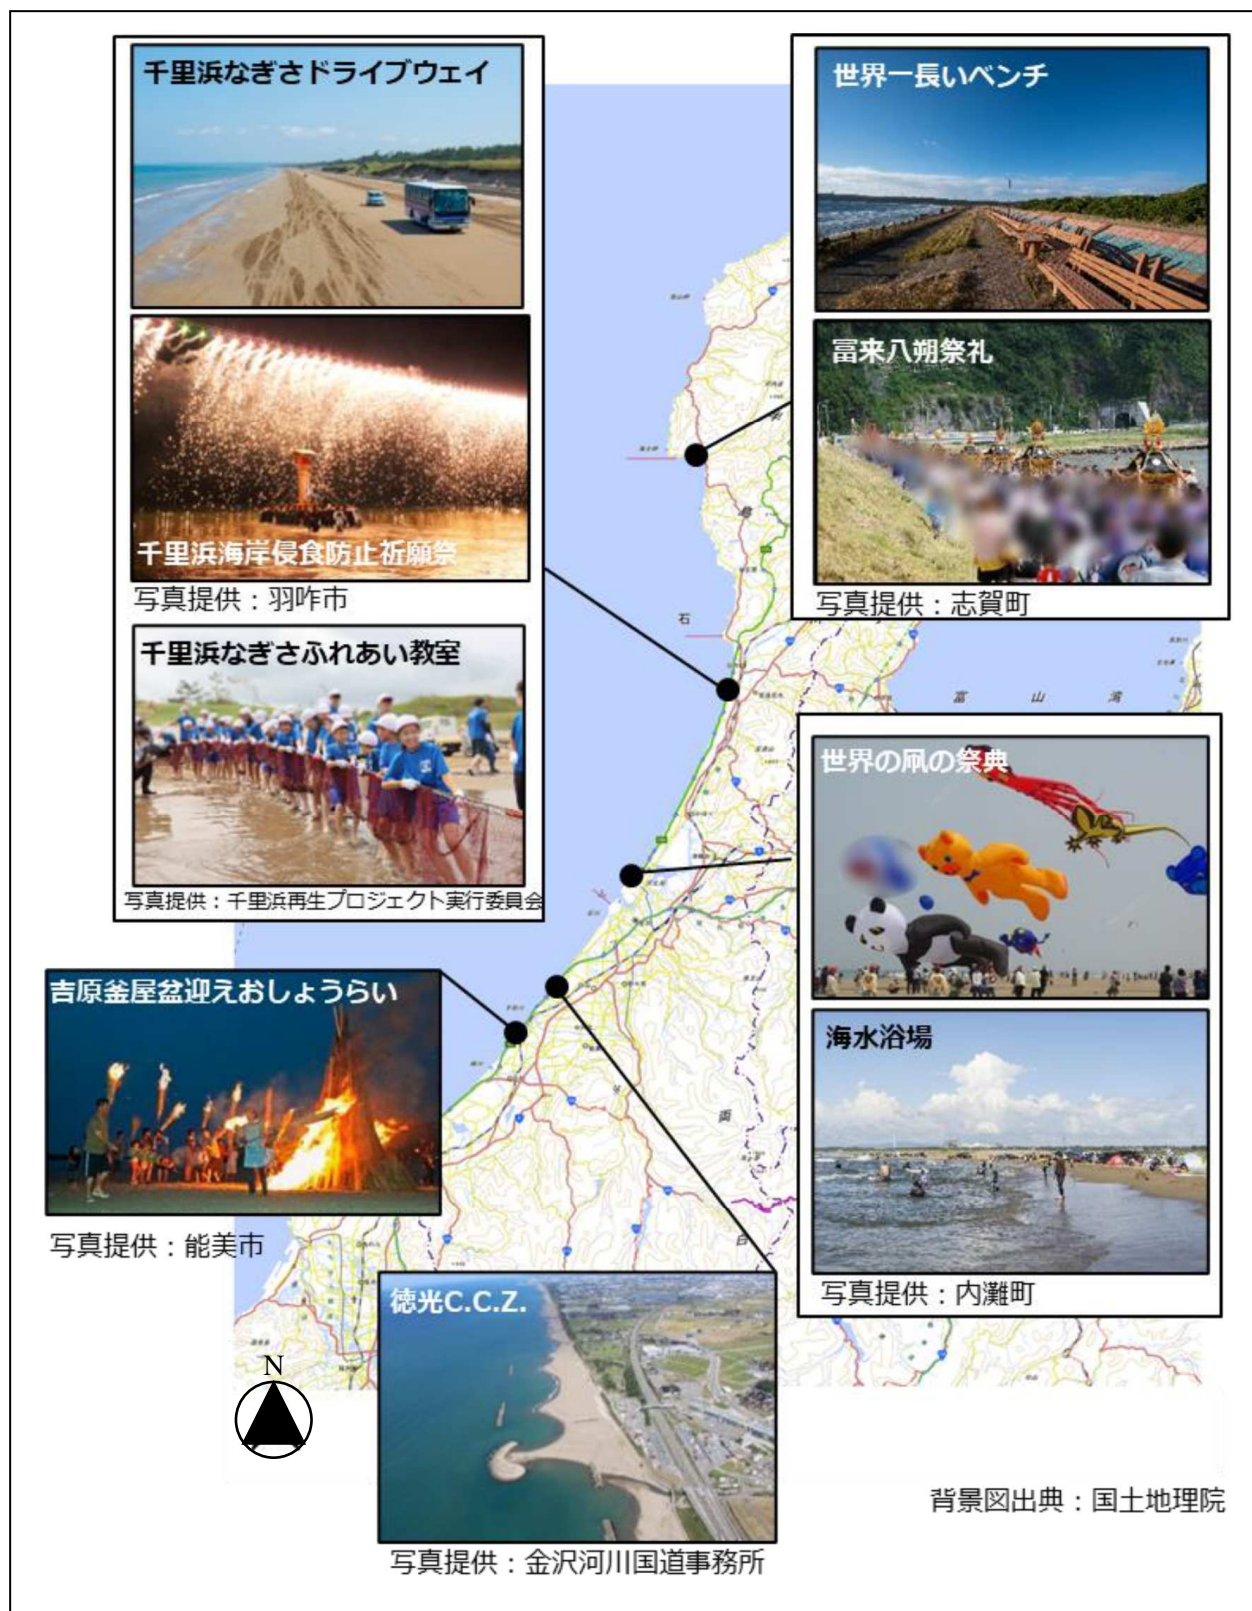 千里浜なぎさドライブウェイ
千里浜海岸侵食防止祈願祭
写真提供：羽咋市
千里浜なぎさふれあい教室
写真提供：千里浜再生プロジェクト実行委員会
世界一長いベンチ
冨来八朔祭礼
写真提供：志賀町
石
富山湾
世界の凧の祭典
海水浴場
写真提供：内灘町
吉原釜屋盆迎えおしょうらい
写真提供：能美市
徳光C.C.Z.
写真提供：金沢河川国道事務所
N
背景図出典：国土地理院